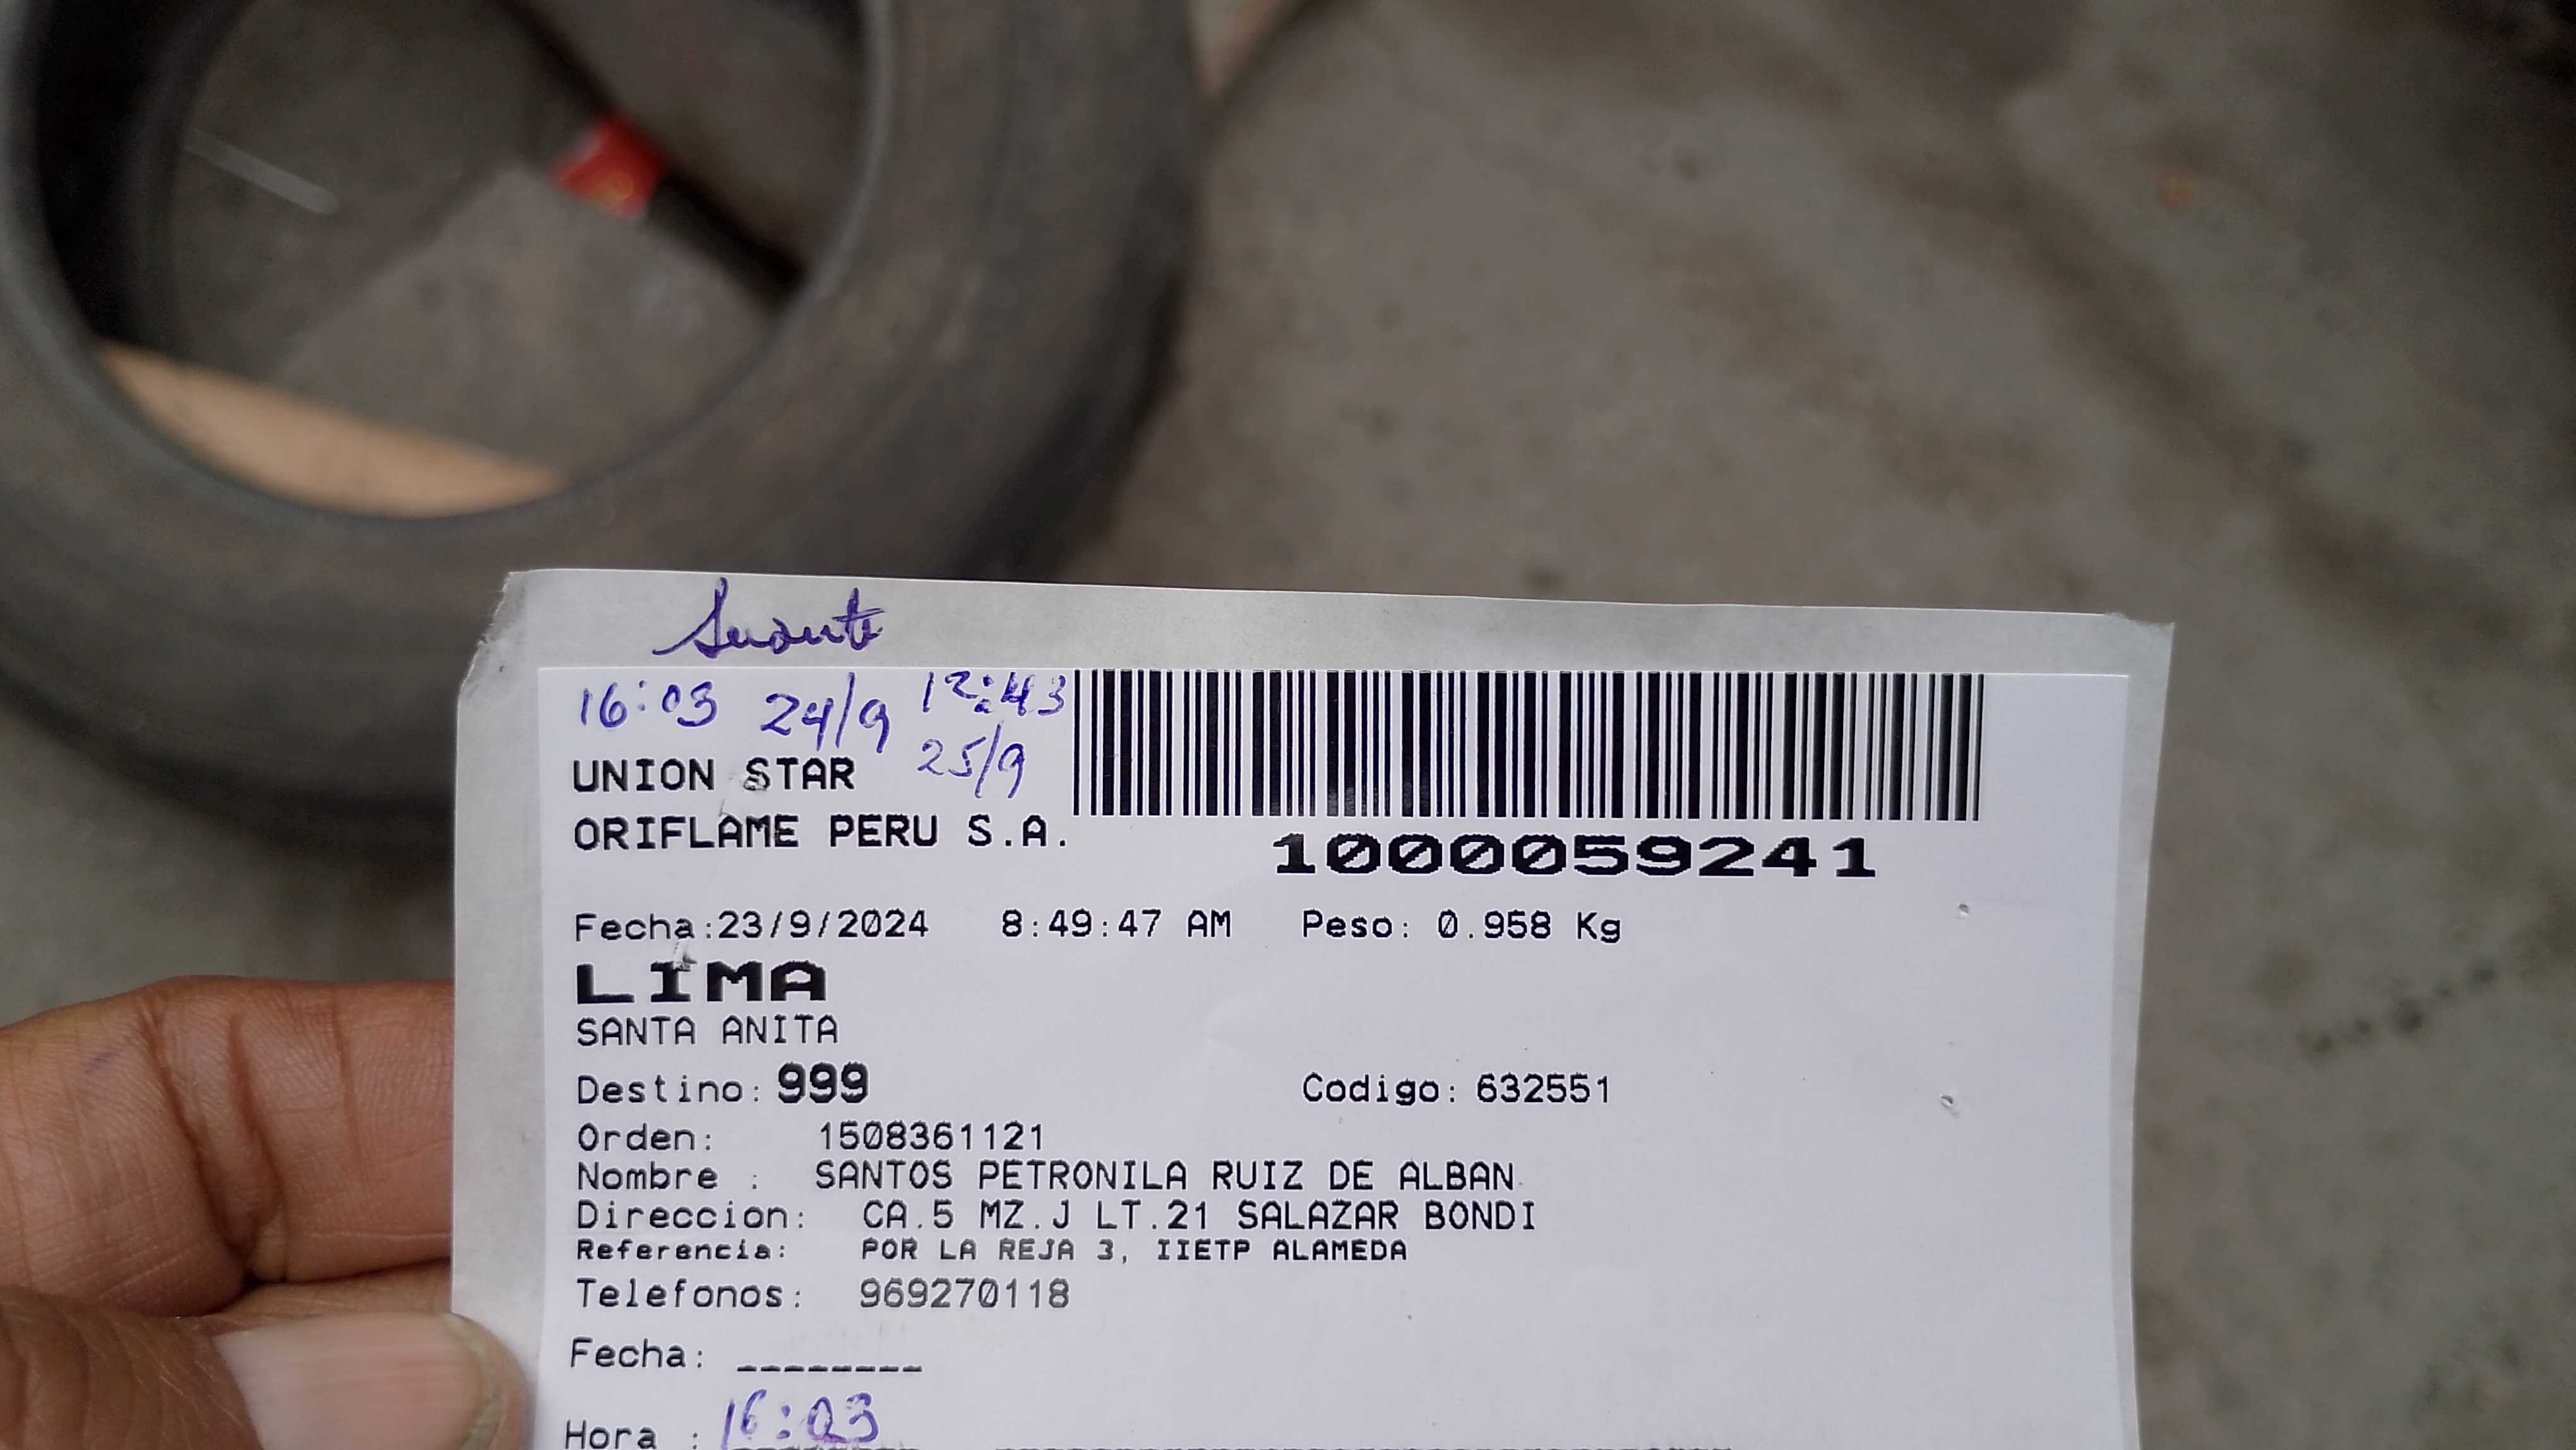 16:03 24/9 12:43
25/9
UNION STAR
ORIFLAME PERU S.A.
1000059241
Fecha:23/9/2024 8:49:47 AM Peso: 0.958 Kg
LIMA
SANTA ANITA
Destino: 999 Codigo: 632551
Orden: 1508361121
Nombre : SANTOS PETRONILA RUIZ DE ALBAN
Direccion: CA.5 MZ.J LT.21 SALAZAR BONDI
Referencia: POR LA REJA 3, IIETP ALAMEDA
Telefonos: 969270118
Fecha: ________
Hora : 16:03